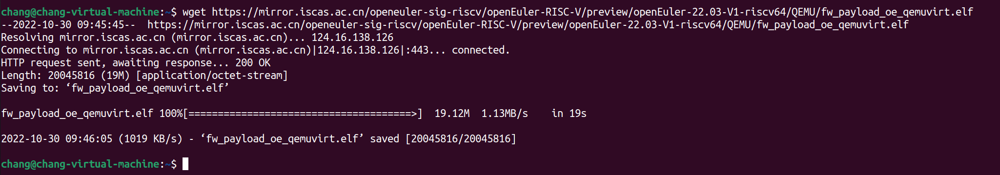 chang@chang-virtual-machine:~$ wget https://mirror.iscas.ac.cn/openeuler-sig-riscv/openEuler-RISC-V/preview/openEuler-22.03-V1-riscv64/QEMU/fw_payload_oe_qemuvirt.elf
--2022-10-30 09:45:45--  https://mirror.iscas.ac.cn/openeuler-sig-riscv/openEuler-RISC-V/preview/openEuler-22.03-V1-riscv64/QEMU/fw_payload_oe_qemuvirt.elf
Resolving mirror.iscas.ac.cn (mirror.iscas.ac.cn)... 124.16.138.126
Connecting to mirror.iscas.ac.cn (mirror.iscas.ac.cn)|124.16.138.126|:443... connected.
HTTP request sent, awaiting response... 200 OK
Length: 20045816 (19M) [application/octet-stream]
Saving to: ‘fw_payload_oe_qemuvirt.elf’
fw_payload_oe_qemuvirt.elf 100%[======================================>]  19.12M  1.13MB/s    in 19s
2022-10-30 09:46:05 (1019 KB/s) - ‘fw_payload_oe_qemuvirt.elf’ saved [20045816/20045816]
chang@chang-virtual-machine:~$